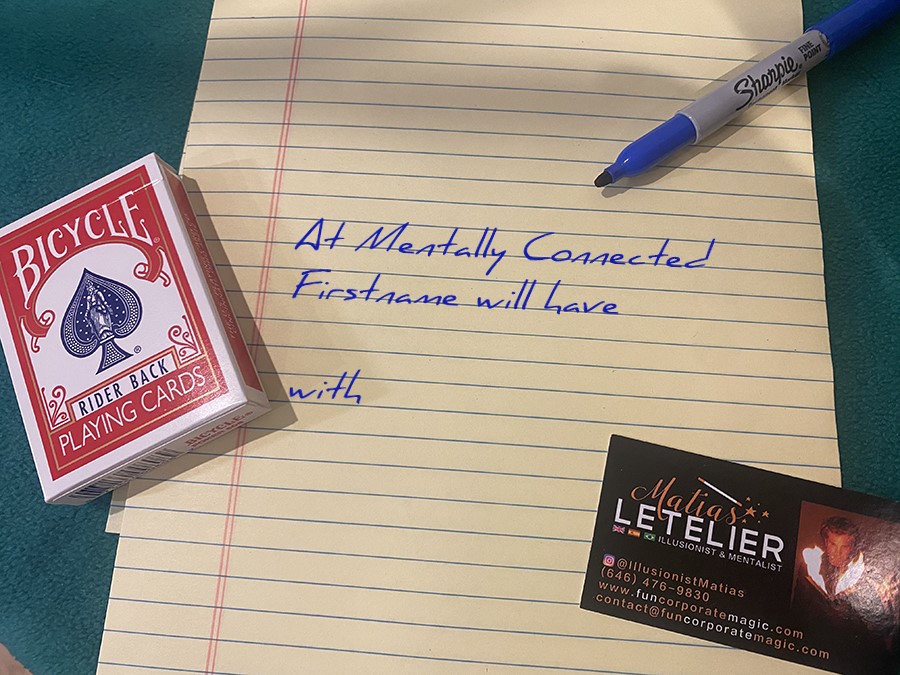 Sharpie
FINE
POINT
BICYCLE
®
®
RIDER BACK
PLAYING CARDS
BICYCLE
At Mentally Connected
Firstname will have
with
Matias
LETELIER
ILLUSIONIST & MENTALIST
@IllusionistMatias
(646) 476-9830
www.funcorporatemagic.com
contact@funcorporatemagic.com